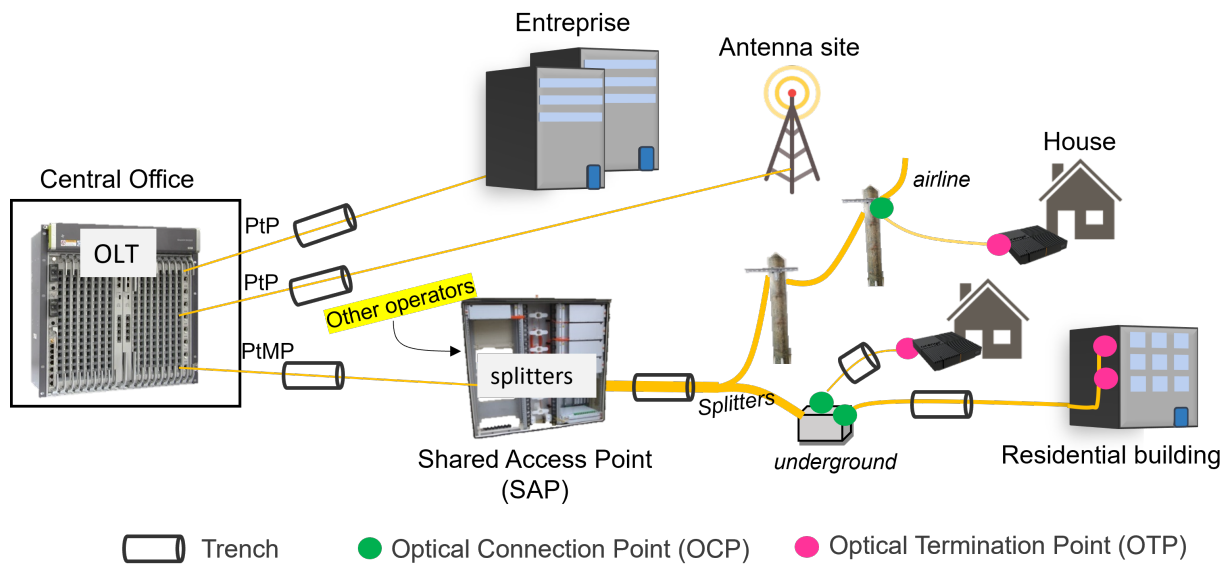 Entreprise
Antenna site
House
Central Office
airline
OLT
PtP
PtP
Other operators
PtMP
splitters
Splitters
underground
Shared Access Point
(SAP)
Residential building
Trench
Optical Connection Point (OCP)
Optical Termination Point (OTP)